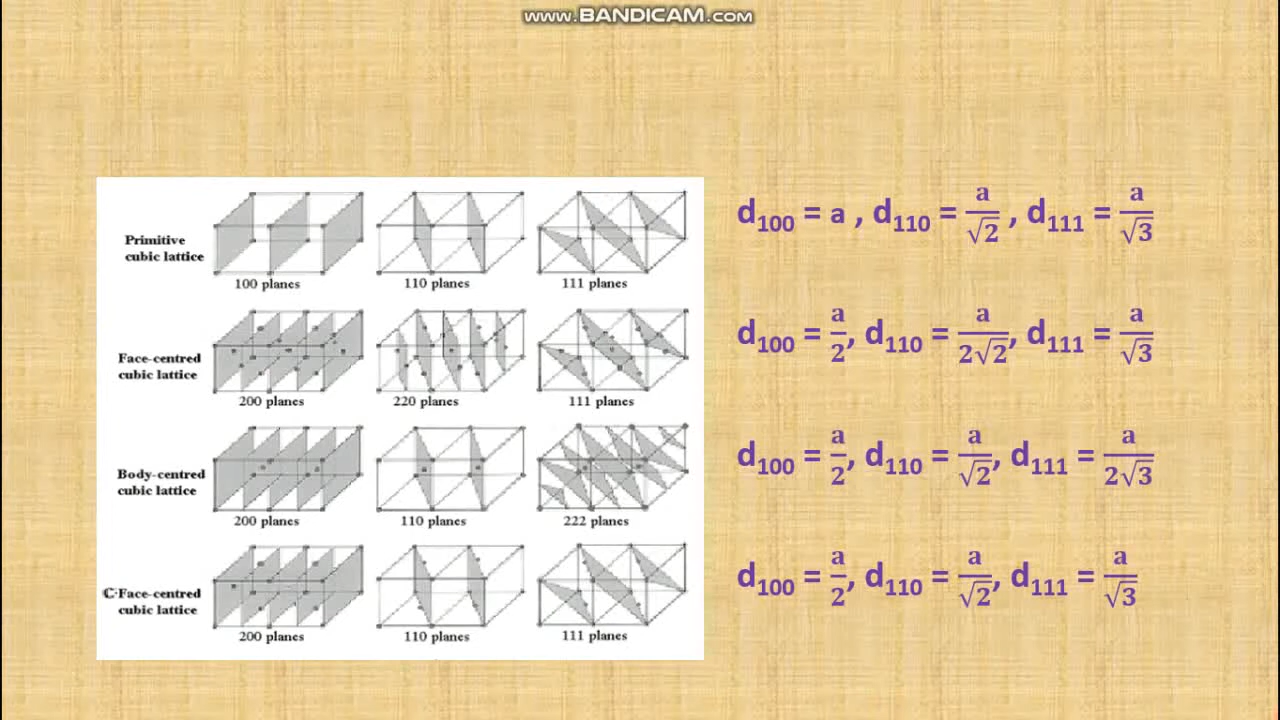 www.BANDICAM.com
d100 = a , d110 = a/√2 , d111 = a/√3
Primitive
cubic lattice
100 planes 110 planes 111 planes
d100 = a/2, d110 = a/2√2, d111 = a/√3
Face-centred
cubic lattice
200 planes 220 planes 111 planes
d100 = a/2, d110 = a/√2, d111 = a/2√3
Body-centred
cubic lattice
200 planes 110 planes 222 planes
d100 = a/2, d110 = a/√2, d111 = a/√3
C-Face-centred
cubic lattice
200 planes 110 planes 111 planes